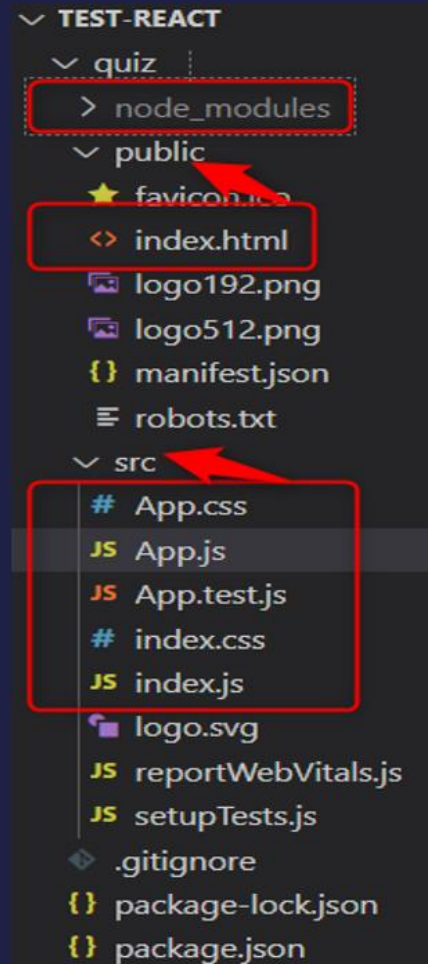 TEST-REACT
quiz
node_modules
public
favicon.ico
index.html
logo192.png
logo512.png
manifest.json
robots.txt
src
App.css
App.js
App.test.js
index.css
index.js
logo.svg
reportWebVitals.js
setupTests.js
.gitignore
package-lock.json
package.json